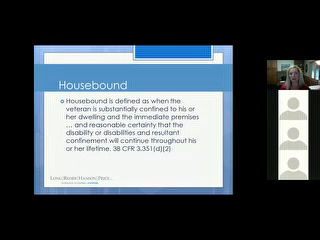 Housebound
Housebound is defined as when the
veteran is substantially confined to his or
her dwelling and the immediate premises
... and reasonable certainty that the
disability or disabilities and resultant
confinement will continue throughout his
or her lifetime. 38 CFR 3.351(d)(2)
LONG|REIMER|